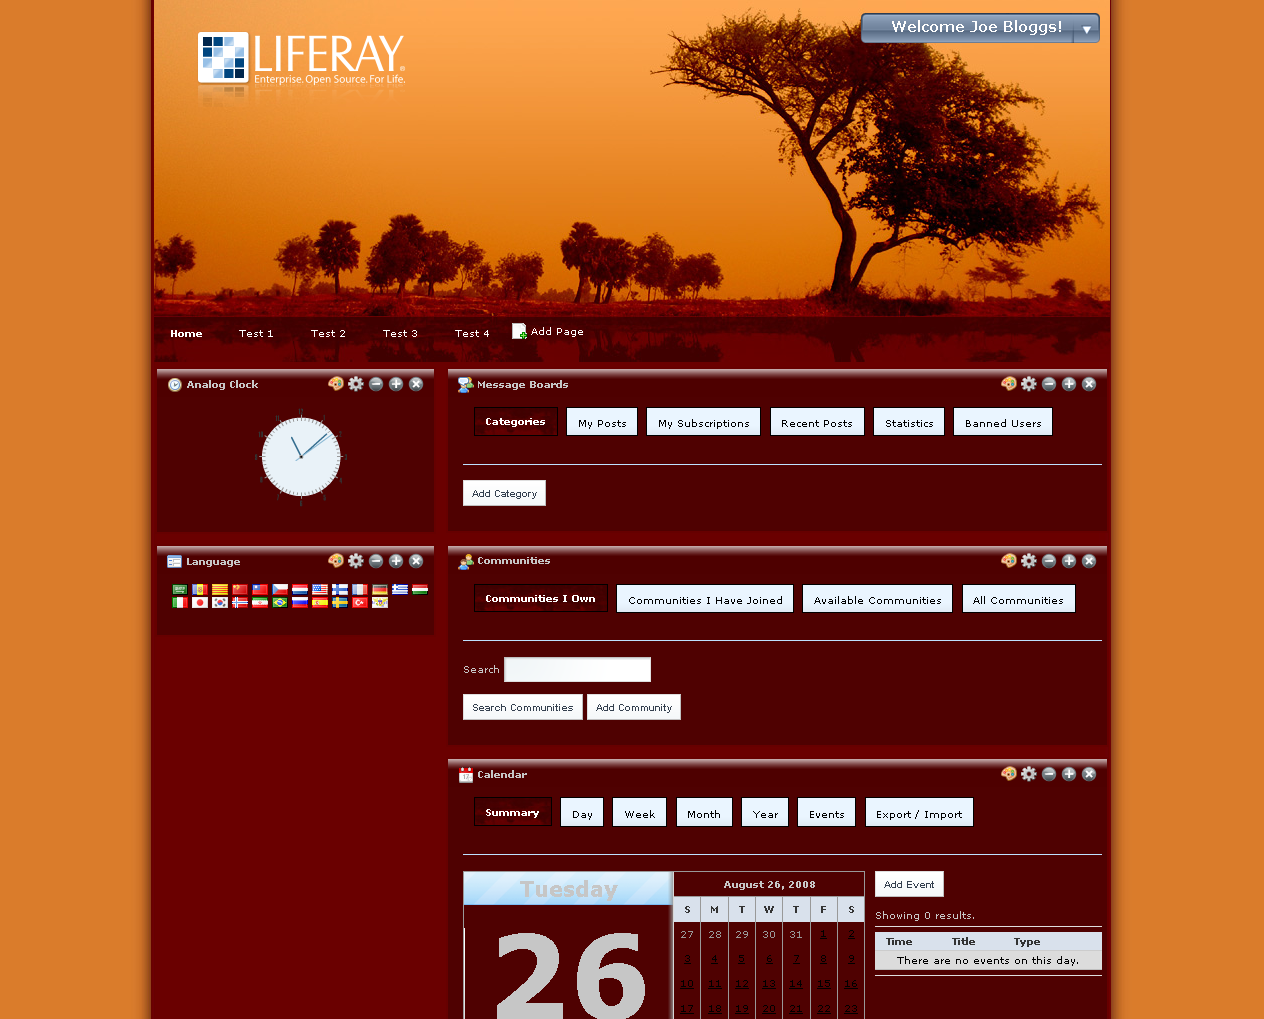 Welcome Joe Bloggs!
LIFERAY.
Enterprise. Open Source. For Life.
Home Test 1 Test 2 Test 3 Test 4 Add Page
Analog Clock
Message Boards
Categories My Posts My Subscriptions Recent Posts Statistics Banned Users
Add Category
Language
Communities
Communities I Own Communities I Have Joined Available Communities All Communities
Search
Search Communities Add Community
Calendar
Summary Day Week Month Year Events Export / Import
Tuesday
26
August 26, 2008
S M T W T F S
27 28 29 30 31 1 2
3 4 5 6 7 8 9
10 11 12 13 14 15 16
17 18 19 20 21 22 23
Add Event
Showing 0 results.
Time Title Type
There are no events on this day.